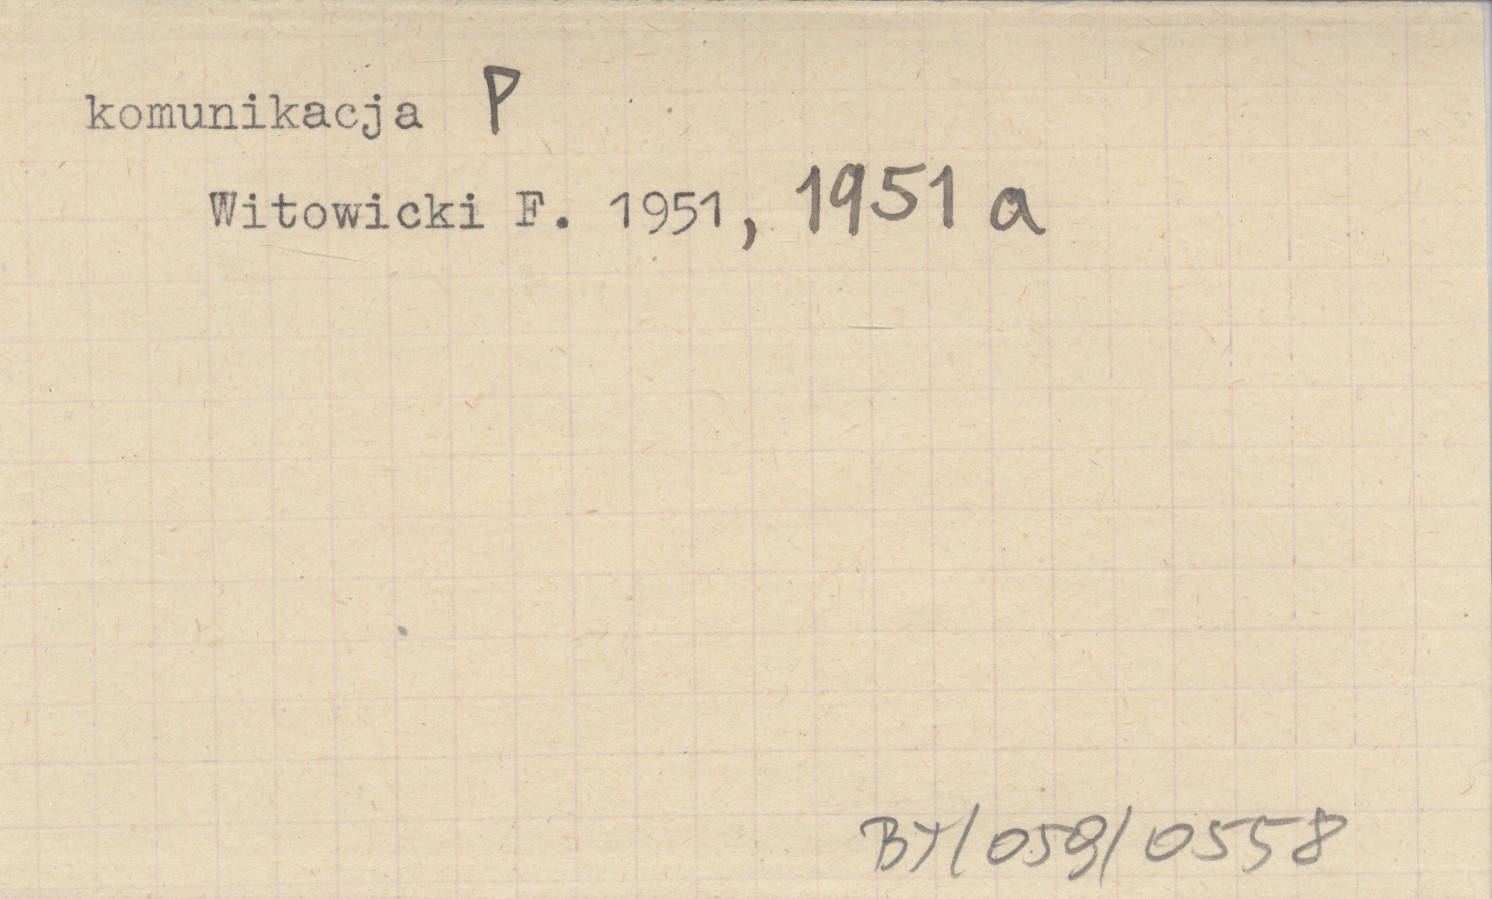 komunikacja P
Witowicki F. 1951, 1951 a
BY/059/0558